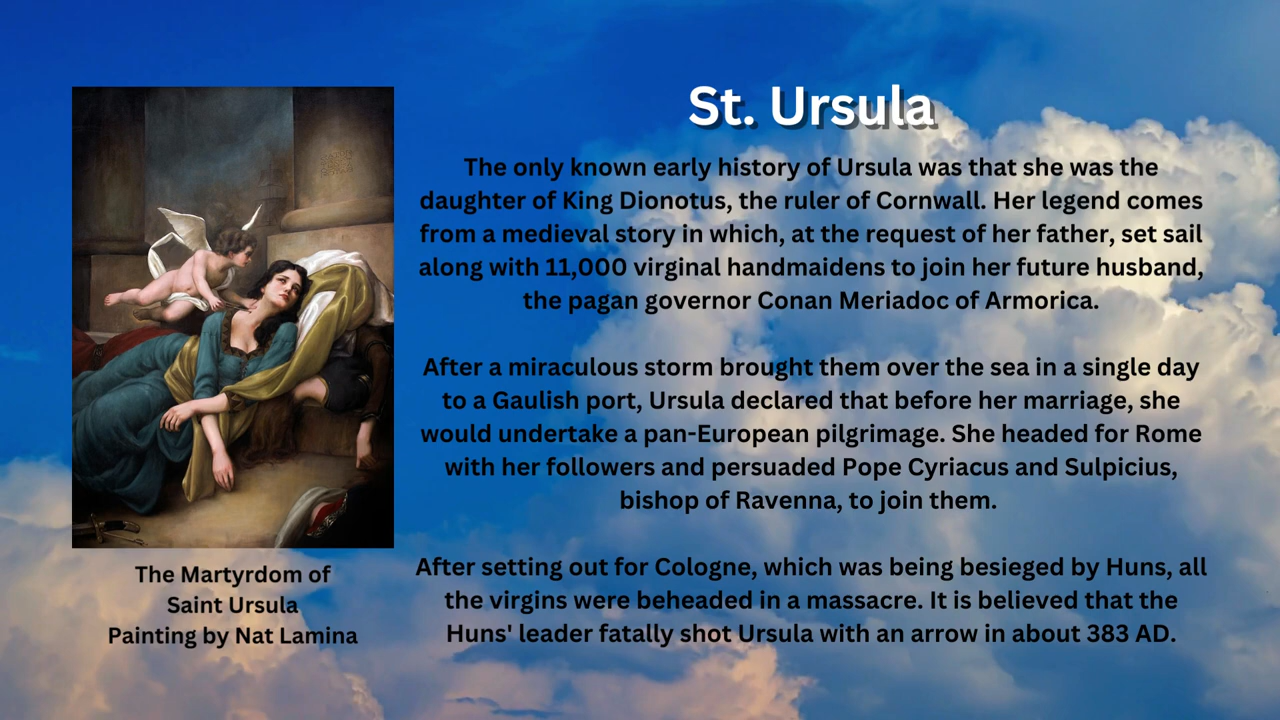 St. Ursula
The only known early history of Ursula was that she was the
daughter of King Dionotus, the ruler of Cornwall. Her legend comes
from a medieval story in which, at the request of her father, set sail
along with 11,000 virginal handmaidens to join her future husband,
the pagan governor Conan Meriadoc of Armorica.
After a miraculous storm brought them over the sea in a single day
to a Gaulish port, Ursula declared that before her marriage, she
would undertake a pan-European pilgrimage. She headed for Rome
with her followers and persuaded Pope Cyriacus and Sulpicius,
bishop of Ravenna, to join them.
After setting out for Cologne, which was being besieged by Huns, all
the virgins were beheaded in a massacre. It is believed that the
Huns' leader fatally shot Ursula with an arrow in about 383 AD.
The Martyrdom of
Saint Ursula
Painting by Nat Lamina